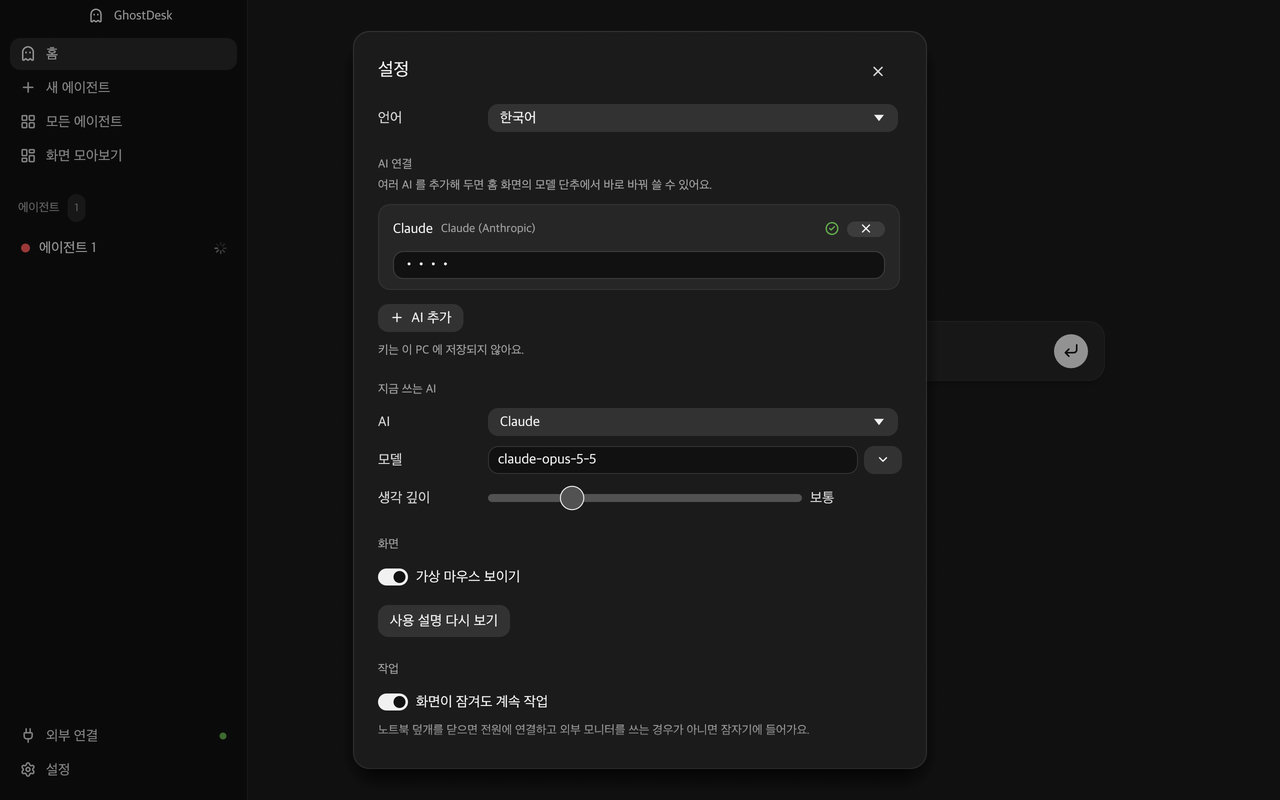 GhostDesk
홈
새 에이전트
모든 에이전트
화면 모아보기
에이전트 1
에이전트 1
외부 연결
설정
설정
언어 한국어
AI 연결
여러 AI 를 추가해 두면 홈 화면의 모델 단추에서 바로 바꿔 쓸 수 있어요.
Claude Claude (Anthropic)
AI 추가
키는 이 PC 에 저장되지 않아요.
지금 쓰는 AI
AI Claude
모델 claude-opus-5-5
생각 깊이 보통
화면
가상 마우스 보이기
사용 설명 다시 보기
작업
화면이 잠겨도 계속 작업
노트북 덮개를 닫으면 전원에 연결하고 외부 모니터를 쓰는 경우가 아니면 잠자기에 들어가요.